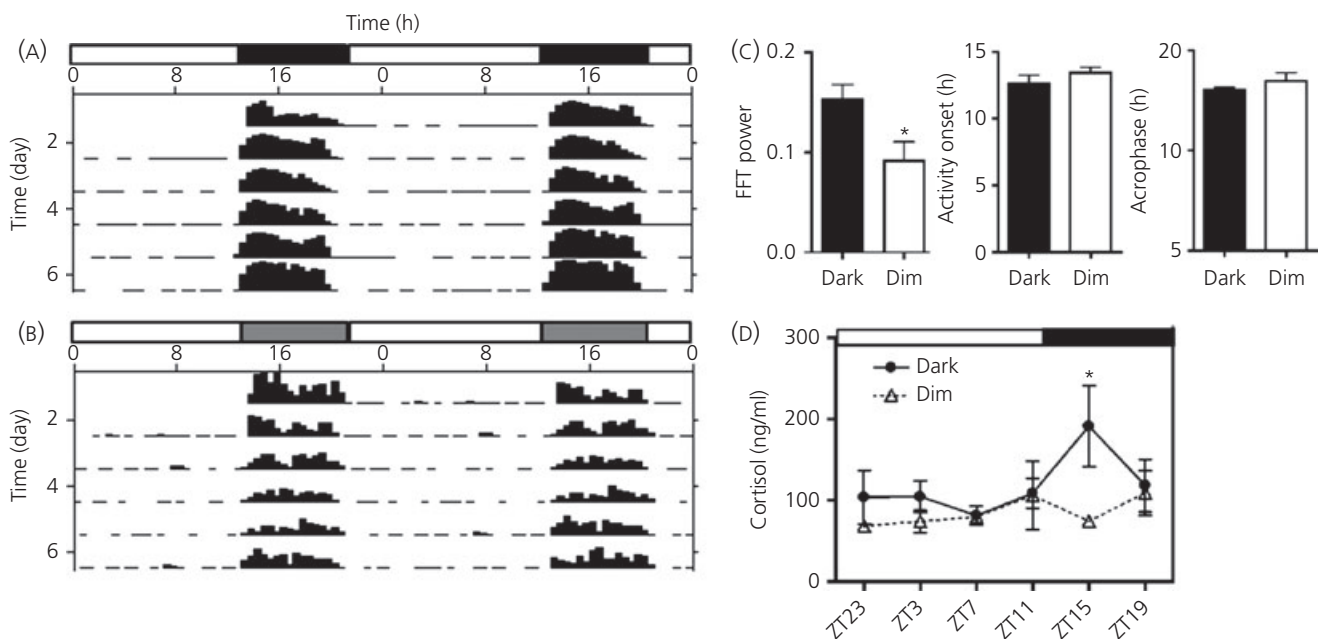 Time (h)
(A)
0 8 16 0 8 16 0
Time (day)
2
4
6
(B)
0 8 16 0 8 16 0
Time (day)
2
4
6
(C)
FFT power
0.2
0.1
0.0
*
Dark Dim
Activity onset (h)
15
10
5
0
Dark Dim
Acrophase (h)
20
10
5
Dark Dim
(D)
Cortisol (ng/ml)
300
200
100
0
Dark
Dim
*
ZT23 ZT3 ZT7 ZT11 ZT15 ZT19